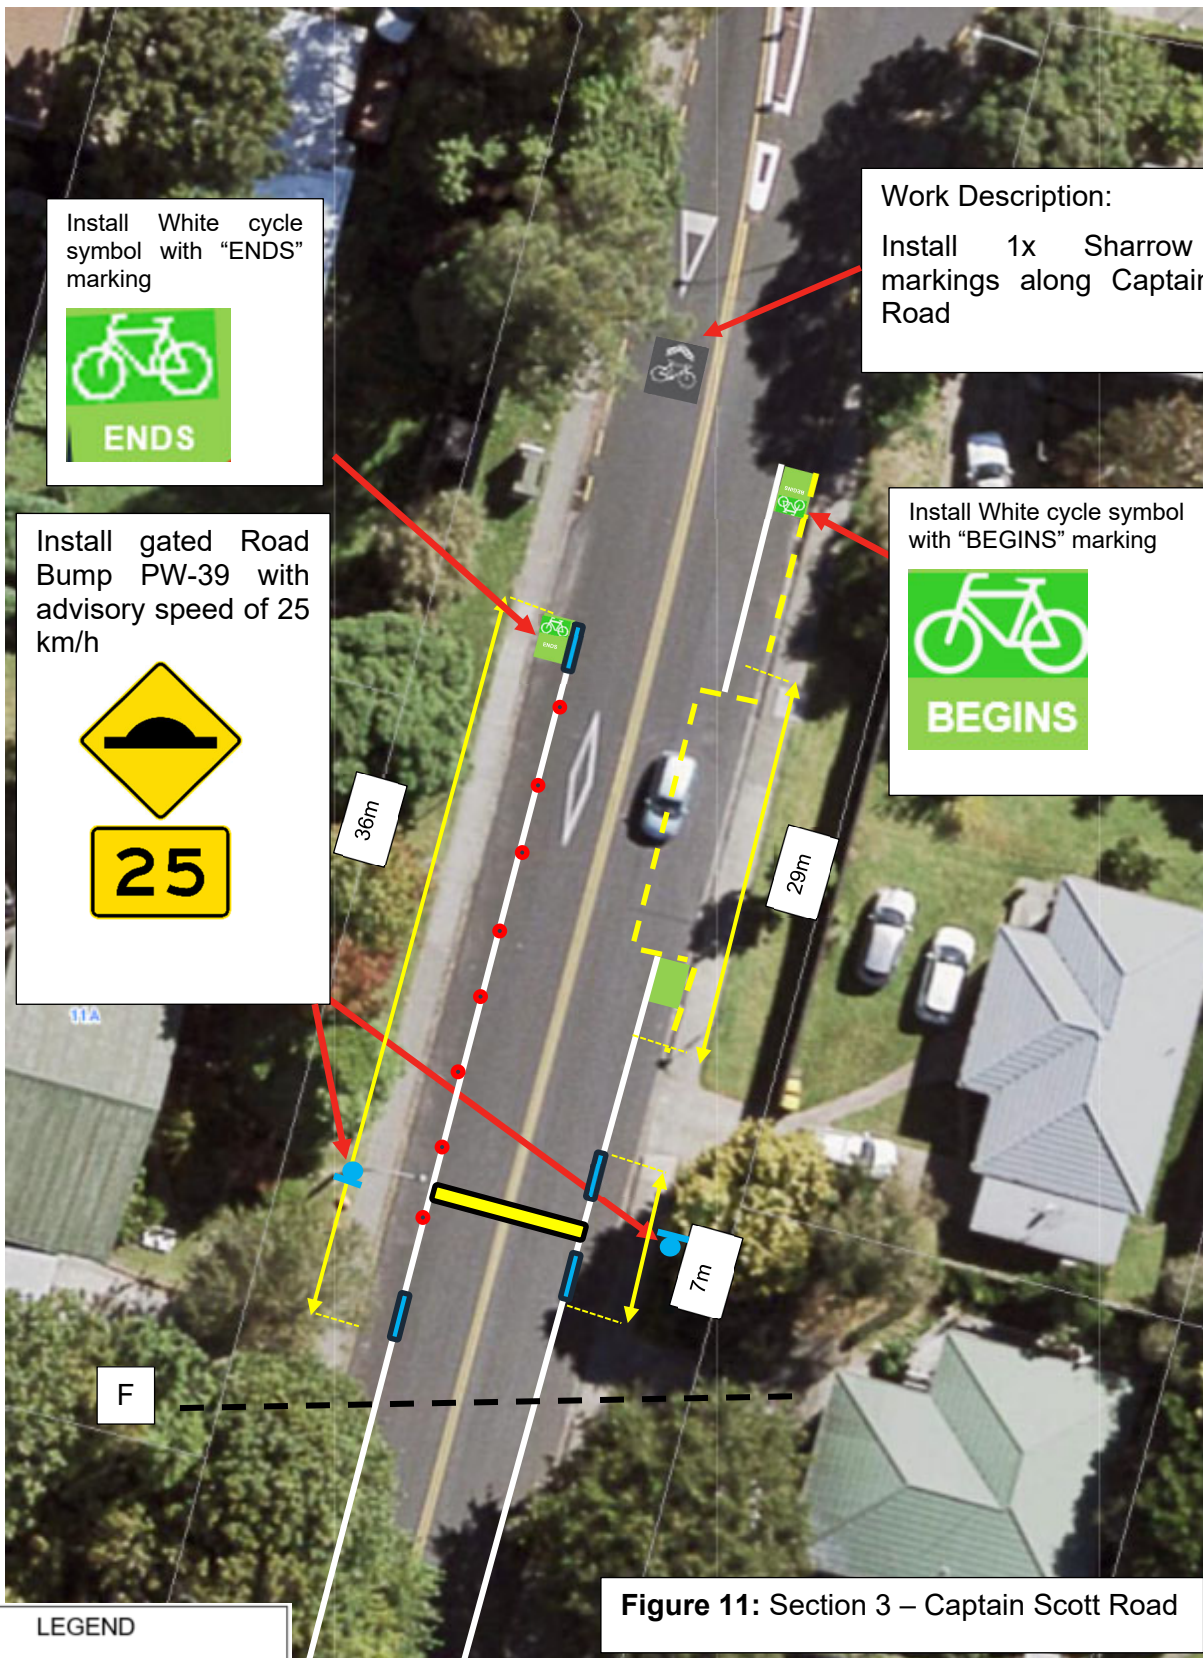 Work Description:
Install 1x Sharrow
markings along Captain
Road
Install White cycle
symbol with “ENDS”
marking
ENDS
Install gated Road
Bump PW-39 with
advisory speed of 25
km/h
25
Install White cycle symbol
with “BEGINS” marking
BEGINS
BEGINS
ENDS
36m
29m
11A
7m
F
Figure 11: Section 3 – Captain Scott Road
LEGEND